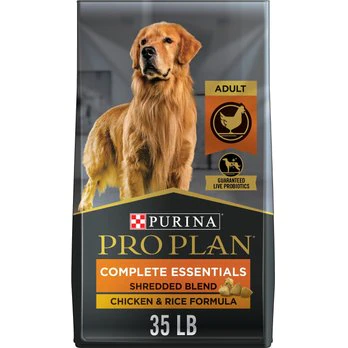 ADULT
GUARANTEED
LIVE PROBIOTICS
PURINA
PRO PLAN
COMPLETE ESSENTIALS
SHREDDED BLEND
CHICKEN & RICE FORMULA
35 LB